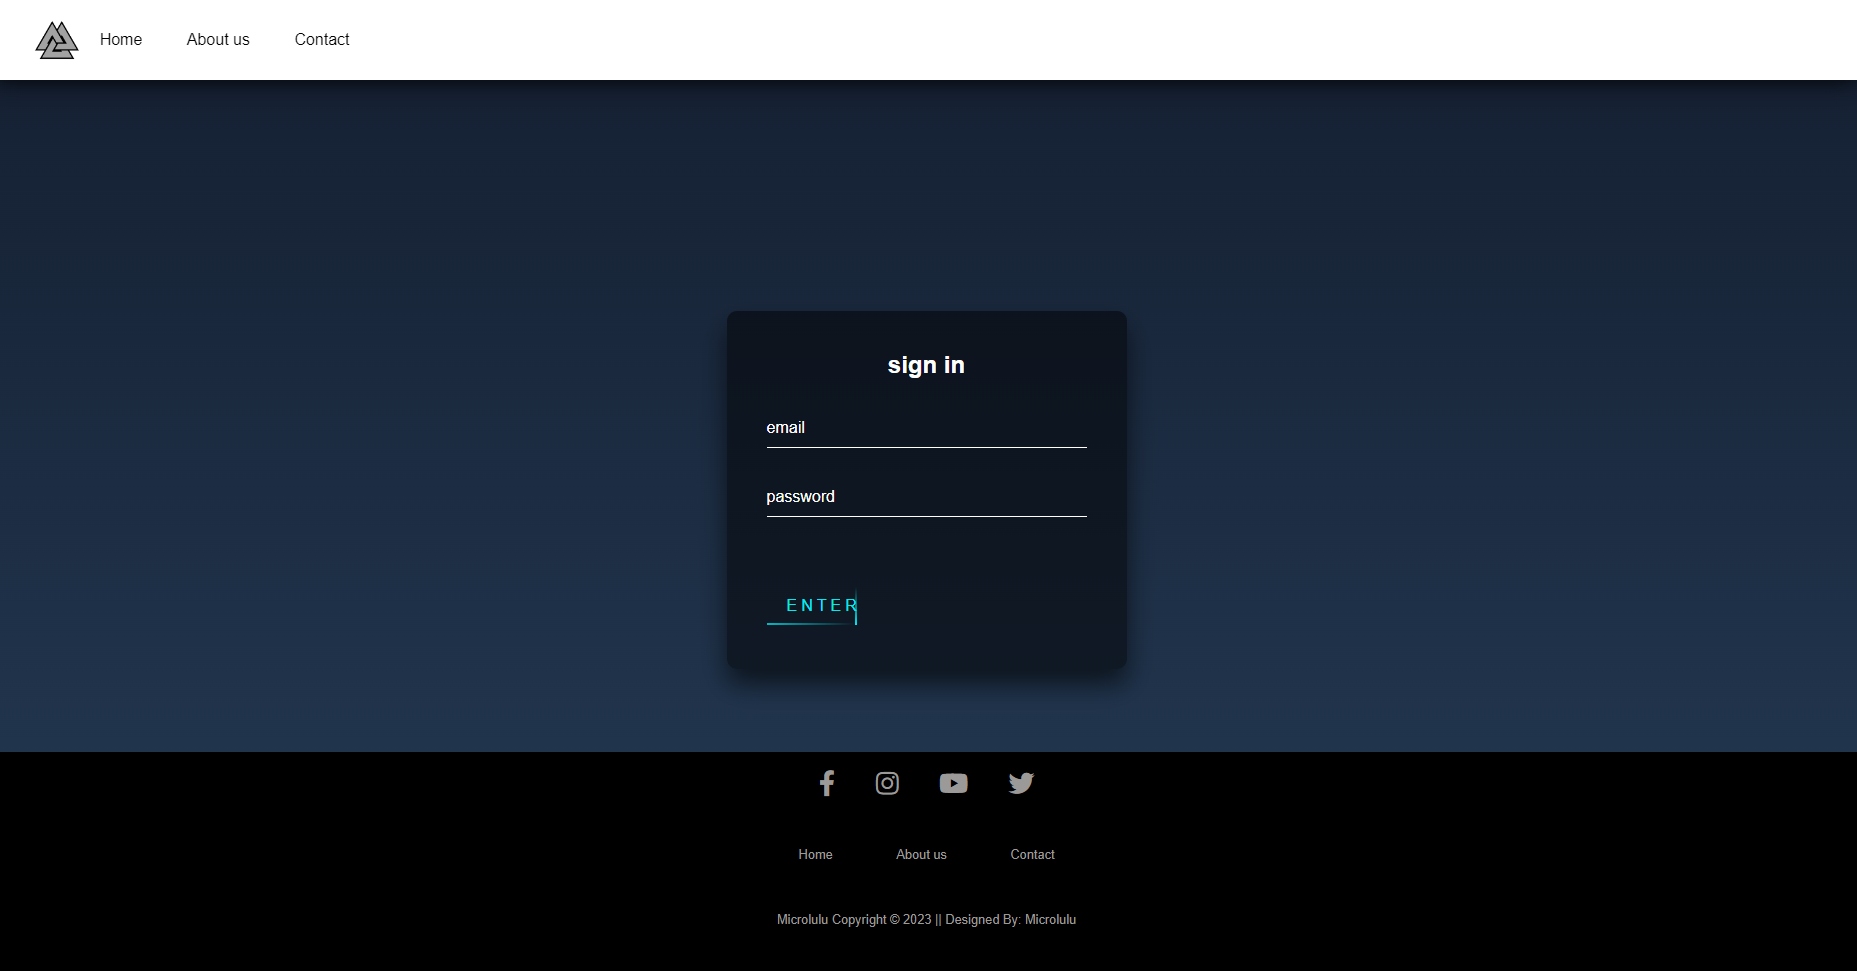 Home About us Contact
sign in
email
password
ENTER
Home About us Contact
Microlulu Copyright © 2023 || Designed By: Microlulu